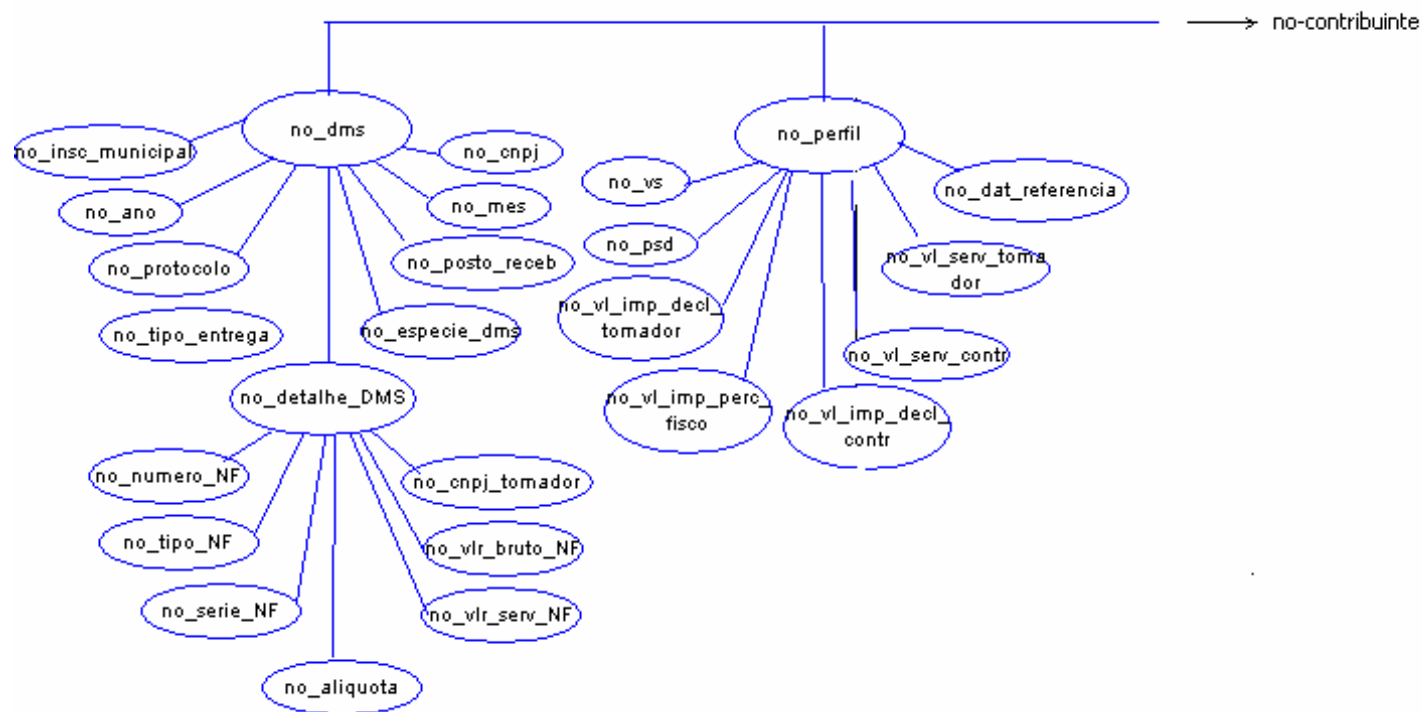 no-contribuinte
no_dms
no_perfil
no_insc_municipal
no_cnpj
no_vs
no_dat_referencia
no_ano
no_mes
no_psd
no_protocolo
no_posto_receb
no_vl_serv_toma
dor
no_vl_imp_decl_
tomador
no_tipo_entrega
no_especie_dms
no_vl_serv_contr
no_detalhe_DMS
no_vl_imp_perc_
fisco
no_vl_imp_decl_
contr
no_numero_NF
no_cnpj_tomador
no_tipo_NF
no_vlr_bruto_NF
no_serie_NF
no_vlr_serv_NF
no_aliquota